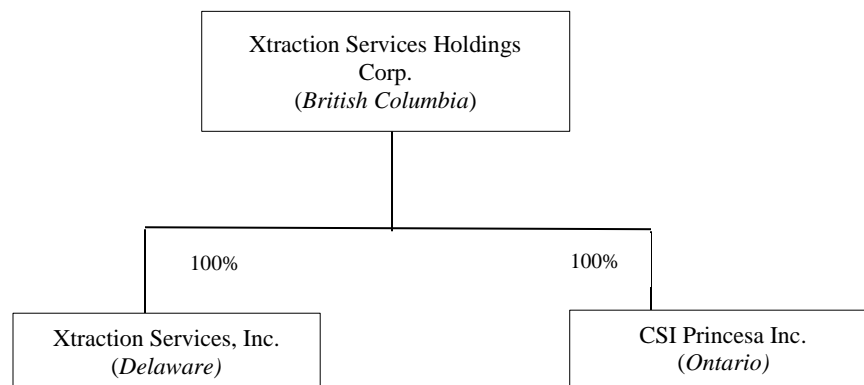 Xtraction Services Holdings
Corp.
(British Columbia)
100%
100%
Xtraction Services, Inc.
(Delaware)
CSI Princesa Inc.
(Ontario)